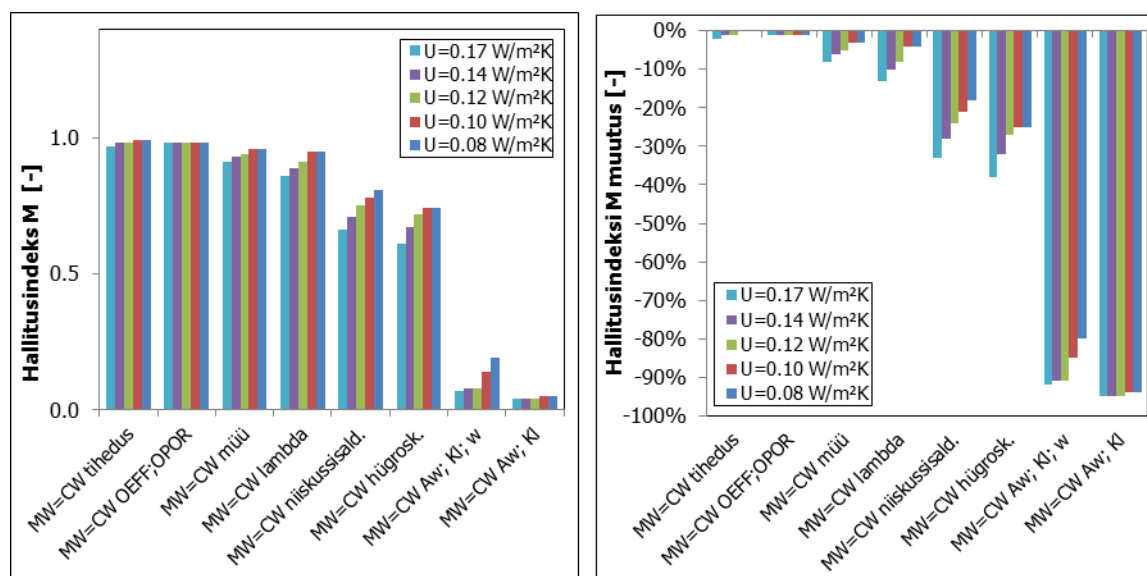 Hallitusindeks M [-]
1.0
0.5
0.0
U=0.17 W/m²K
U=0.14 W/m²K
U=0.12 W/m²K
U=0.10 W/m²K
U=0.08 W/m²K
MW=CW tihedus
MW=CW OEFF;OPOR
MW=CW müü
MW=CW lambda
MW=CW niiskussisald.
MW=CW hügrosk.
MW=CW Aw; Kl; w
MW=CW Aw; Kl
Hallitusindeksi M muutus [-]
0%
-10%
-20%
-30%
-40%
-50%
-60%
-70%
-80%
-90%
-100%
U=0.17 W/m²K
U=0.14 W/m²K
U=0.12 W/m²K
U=0.10 W/m²K
U=0.08 W/m²K
MW=CW tihedus
MW=CW OEFF;OPOR
MW=CW müü
MW=CW lambda
MW=CW niiskussisald.
MW=CW hügrosk.
MW=CW Aw; Kl; w
MW=CW Aw; Kl